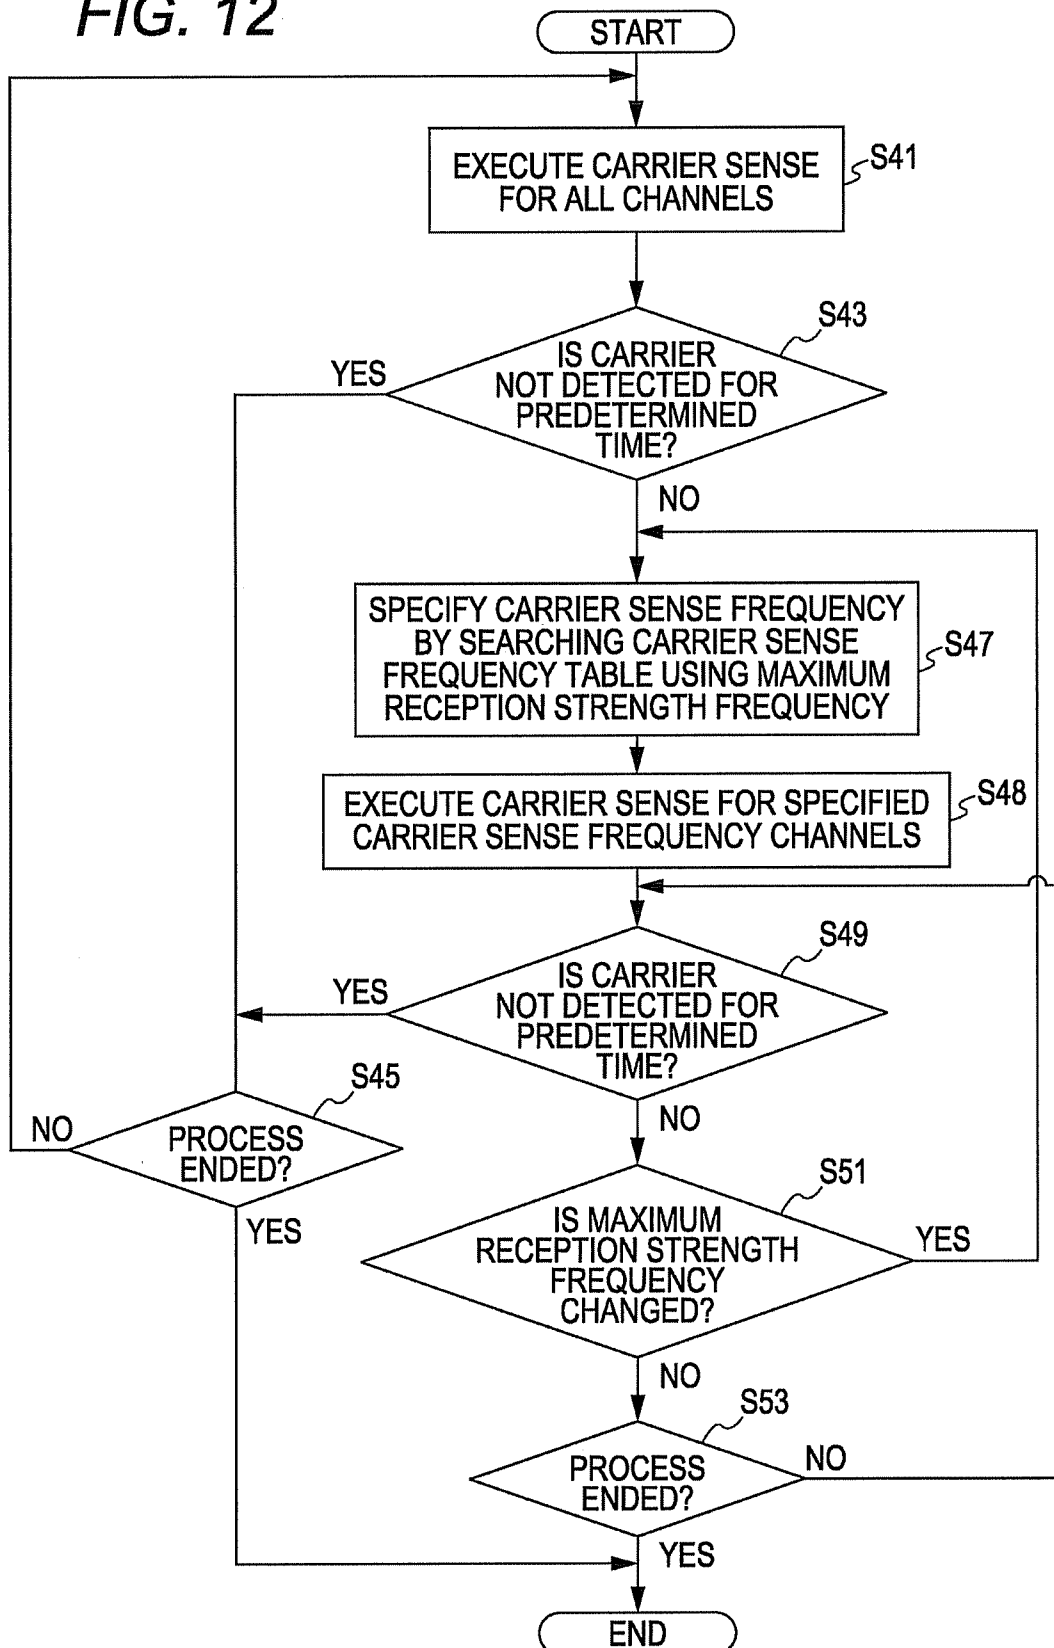 FIG. 12
START
EXECUTE CARRIER SENSE
FOR ALL CHANNELS
S41
S43
IS CARRIER
NOT DETECTED FOR
PREDETERMINED
TIME?
YES
NO
SPECIFY CARRIER SENSE FREQUENCY
BY SEARCHING CARRIER SENSE
FREQUENCY TABLE USING MAXIMUM
RECEPTION STRENGTH FREQUENCY
S47
EXECUTE CARRIER SENSE FOR SPECIFIED
CARRIER SENSE FREQUENCY CHANNELS
S48
S49
IS CARRIER
NOT DETECTED FOR
PREDETERMINED
TIME?
YES
NO
S45
PROCESS
ENDED?
NO
YES
S51
IS MAXIMUM
RECEPTION STRENGTH
FREQUENCY
CHANGED?
YES
NO
S53
PROCESS
ENDED?
NO
YES
END